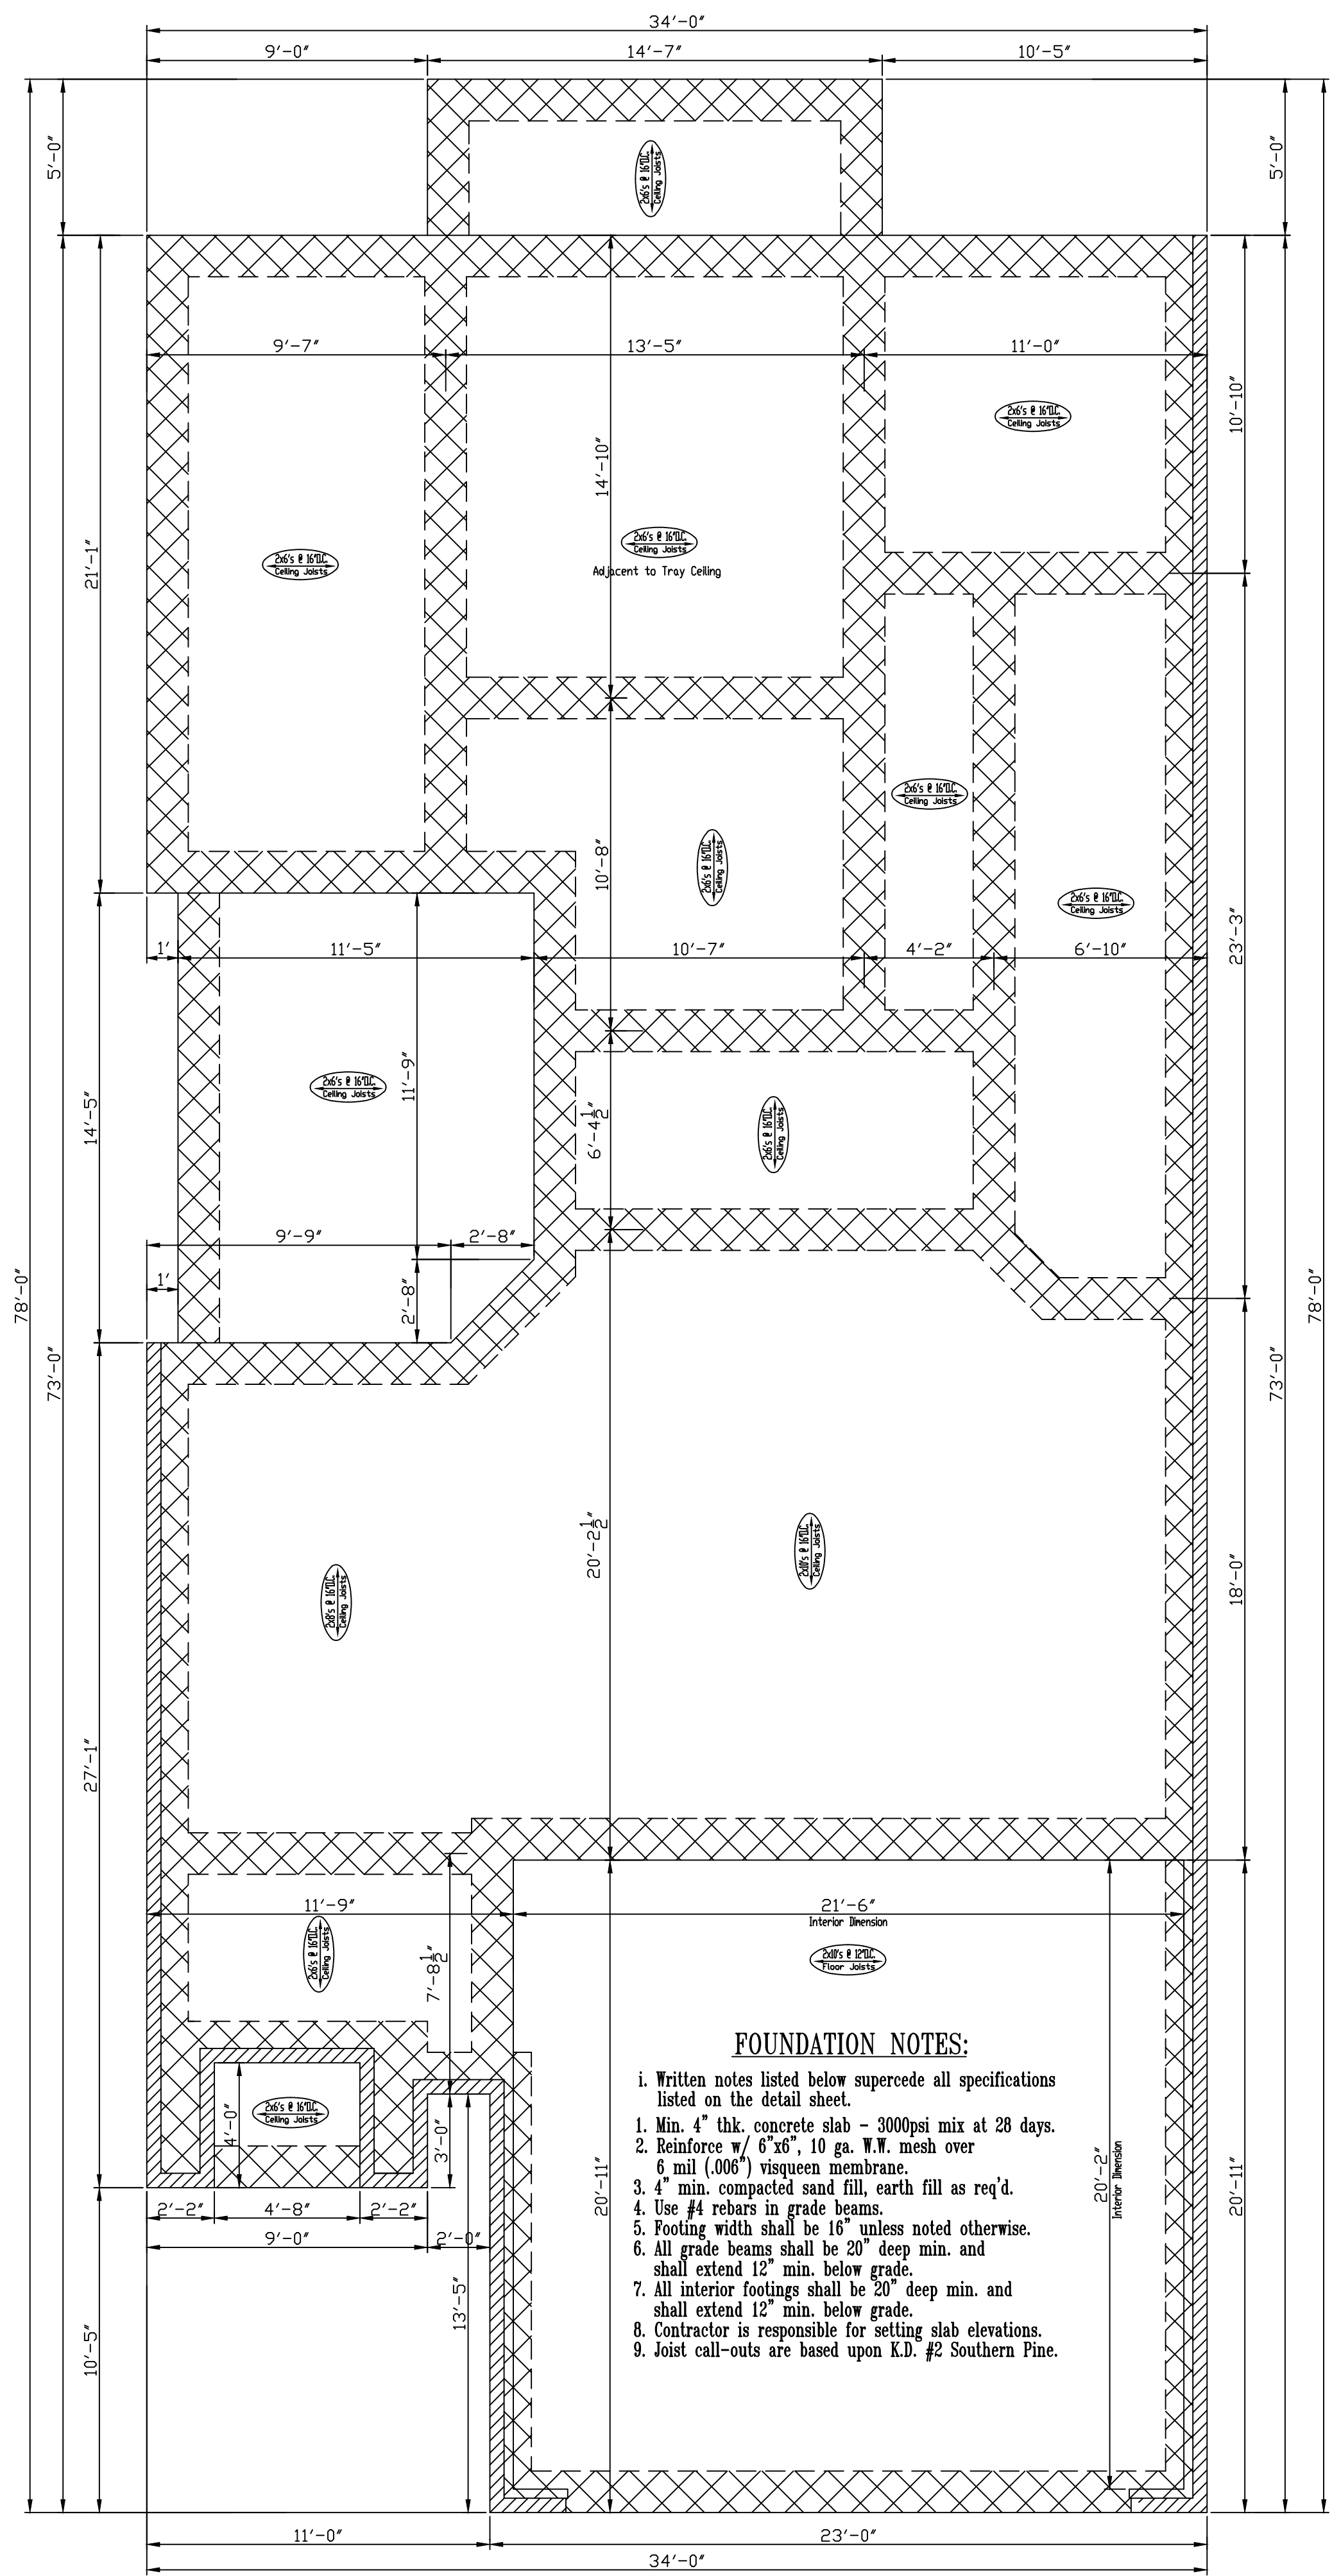 34'-0"
9'-0" 14'-7" 10'-5"
5'-0" 5'-0"
2x6's @ 16"O.C.
Ceiling Joists
9'-7" 13'-5" 11'-0"
10'-10"
2x6's @ 16"O.C.
Ceiling Joists
14'-10"
2x6's @ 16"O.C.
Ceiling Joists
Adjacent to Tray Ceiling
21'-1"
2x6's @ 16"O.C.
Ceiling Joists
2x6's @ 16"O.C.
Ceiling Joists
10'-8"
2x6's @ 16"O.C.
Ceiling Joists
2x6's @ 16"O.C.
Ceiling Joists
23'-3"
1' 11'-5" 10'-7" 4'-2" 6'-10"
11'-9"
2x6's @ 16"O.C.
Ceiling Joists
14'-5"
6'-4 1/2"
2x6's @ 16"O.C.
Ceiling Joists
9'-9" 2'-8"
1'
2'-8"
78'-0" 78'-0"
73'-0" 73'-0"
20'-2 1/2"
2x10's @ 16"O.C.
Ceiling Joists
2x8's @ 16"O.C.
Ceiling Joists
18'-0"
27'-1"
11'-9" 21'-6"
Interior Dimension
2x6's @ 16"O.C.
Ceiling Joists
7'-8 1/2"
2x10's @ 12"O.C.
Floor Joists
FOUNDATION NOTES:
i. Written notes listed below supercede all specifications
listed on the detail sheet.
1. Min. 4" thk. concrete slab - 3000psi mix at 28 days.
2. Reinforce w/ 6"x6", 10 ga. W.W. mesh over
6 mil (.006") visqueen membrane.
3. 4" min. compacted sand fill, earth fill as req'd.
4. Use #4 rebars in grade beams.
5. Footing width shall be 16" unless noted otherwise.
6. All grade beams shall be 20" deep min. and
shall extend 12" min. below grade.
7. All interior footings shall be 20" deep min. and
shall extend 12" min. below grade.
8. Contractor is responsible for setting slab elevations.
9. Joist call-outs are based upon K.D. #2 Southern Pine.
4'-0"
2x6's @ 16"O.C.
Ceiling Joists
3'-0"
20'-11"
20'-2"
Interior Dimension
20'-11"
2'-2" 4'-8" 2'-2"
9'-0" 2'-0"
13'-5"
10'-5"
11'-0" 23'-0"
34'-0"